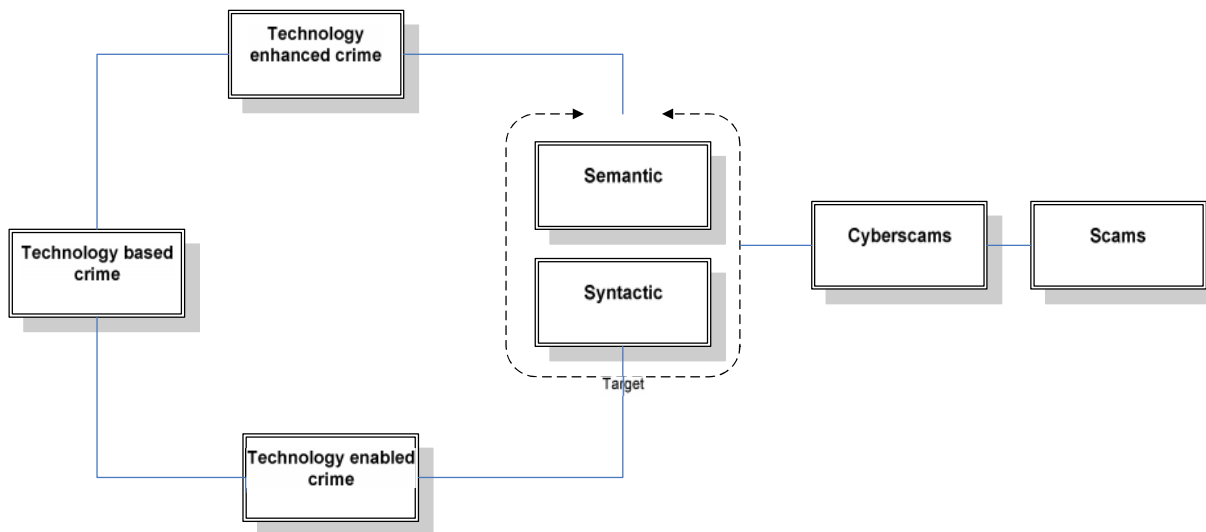 Technology
enhanced crime
Semantic
Technology based
crime
Cyberscams
Scams
Syntactic
Target
Technology enabled
crime